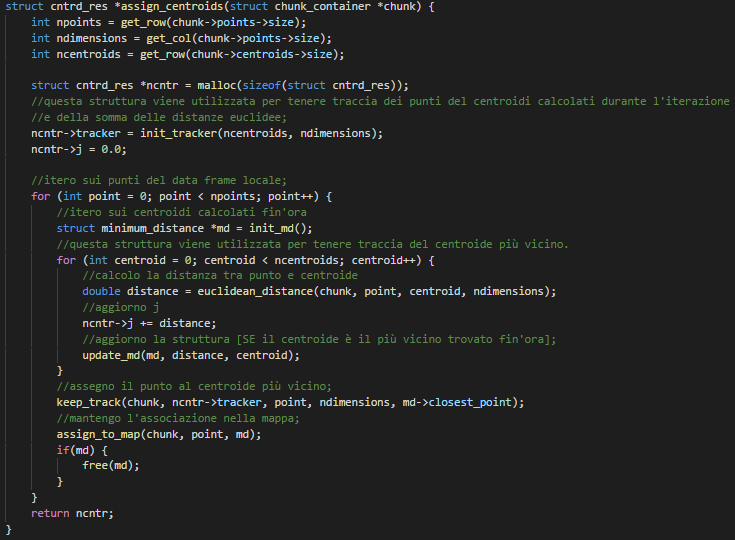 struct cntrd_res *assign_centroids(struct chunk_container *chunk) {
    int npoints = get_row(chunk->points->size);
    int ndimensions = get_col(chunk->points->size);
    int ncentroids = get_row(chunk->centroids->size);

    struct cntrd_res *ncntr = malloc(sizeof(struct cntrd_res));
    //questa struttura viene utilizzata per tenere traccia dei punti del centroidi calcolati durante l'iterazione
    //e della somma delle distanze euclidee;
    ncntr->tracker = init_tracker(ncentroids, ndimensions);
    ncntr->j = 0.0;

    //itero sui punti del data frame locale;
    for (int point = 0; point < npoints; point++) {
        //itero sui centroidi calcolati fin'ora
        struct minimum_distance *md = init_md();
        //questa struttura viene utilizzata per tenere traccia del centroide più vicino.
        for (int centroid = 0; centroid < ncentroids; centroid++) {
            //calcolo la distanza tra punto e centroide
            double distance = euclidean_distance(chunk, point, centroid, ndimensions);
            //aggiorno j
            ncntr->j += distance;
            //aggiorno la struttura [SE il centroide è il più vicino trovato fin'ora];
            update_md(md, distance, centroid);
        }
        //assegno il punto al centroide più vicino;
        keep_track(chunk, ncntr->tracker, point, ndimensions, md->closest_point);
        //mantengo l'associazione nella mappa;
        assign_to_map(chunk, point, md);
        if(md) {
            free(md);
        }
    }
    return ncntr;
}